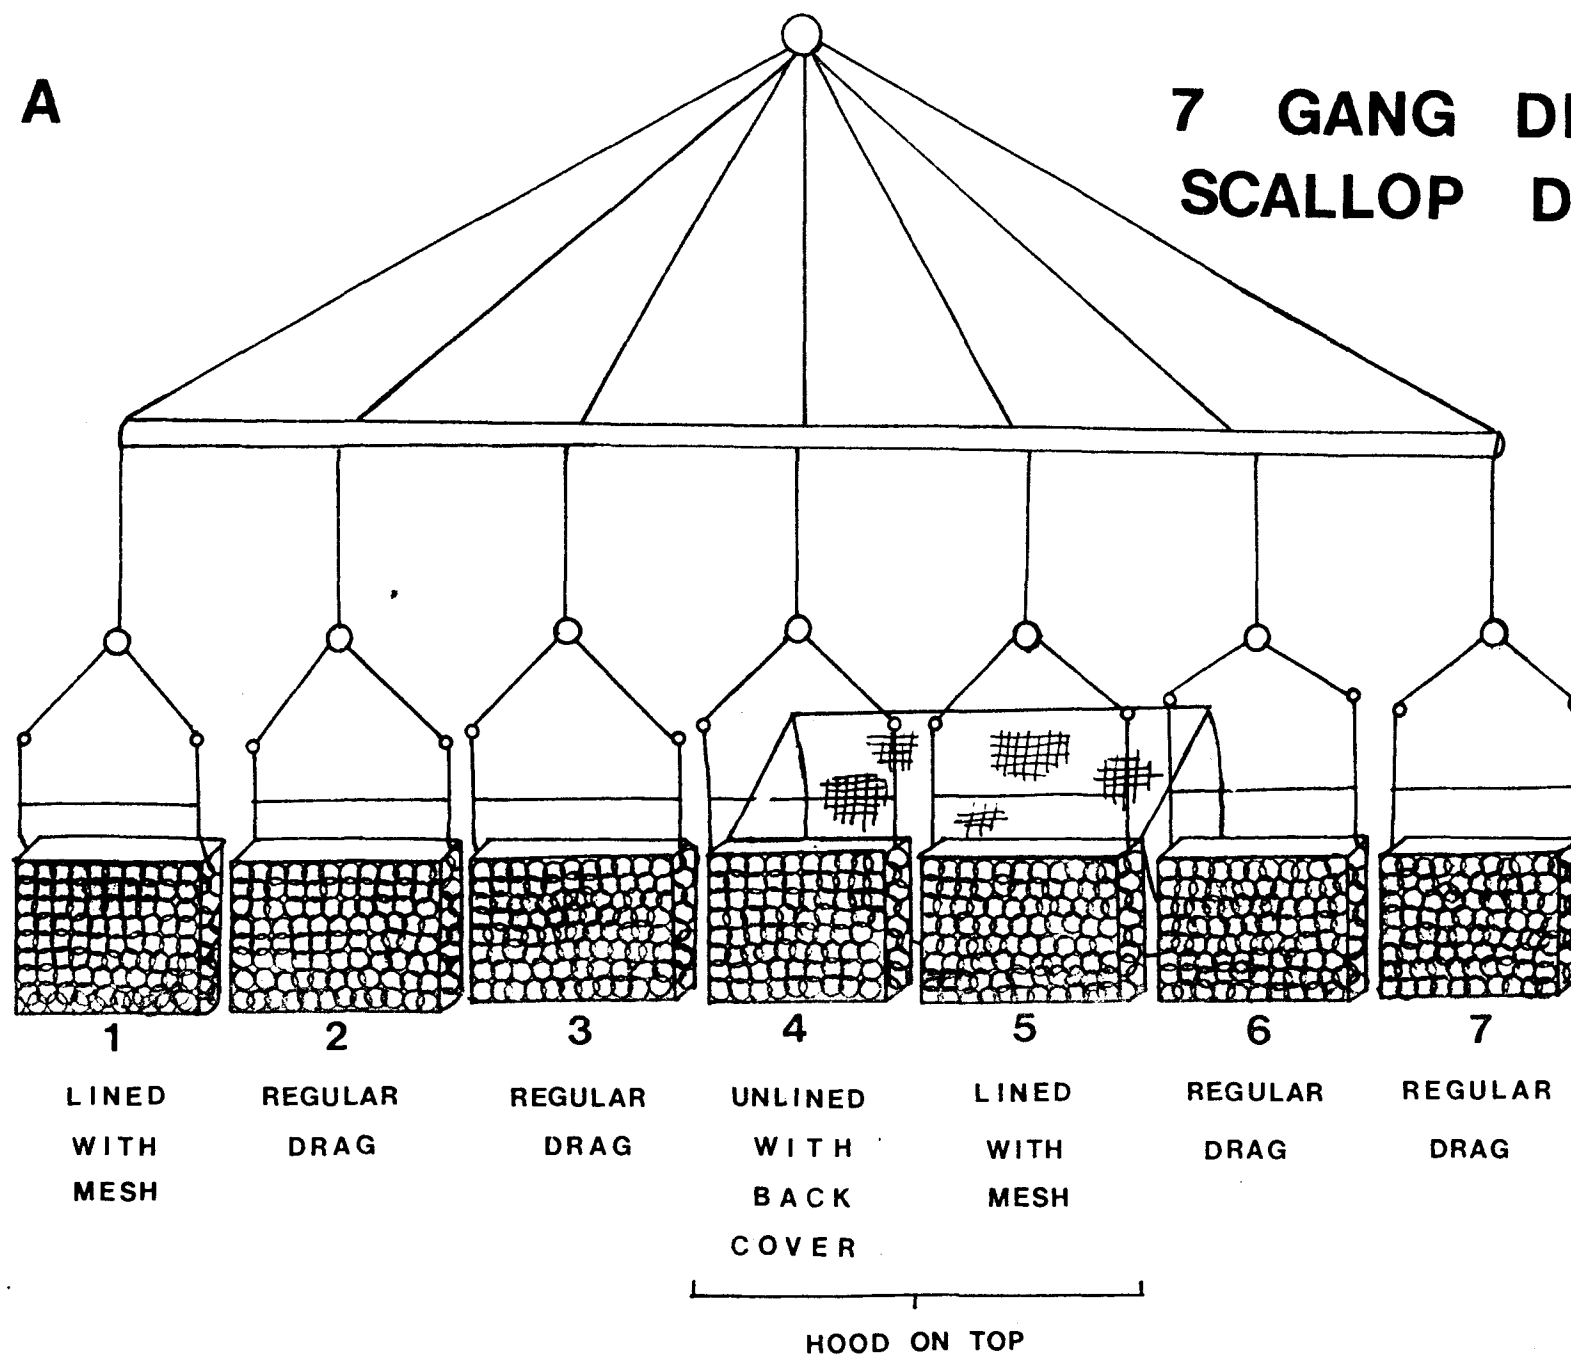 A
7 GANG
SCALLOP
1 2 3 4 5 6 7
LINED REGULAR REGULAR UNLINED LINED REGULAR REGULAR
WITH DRAG DRAG WITH WITH DRAG DRAG
MESH BACK MESH
COVER
HOOD ON TOP